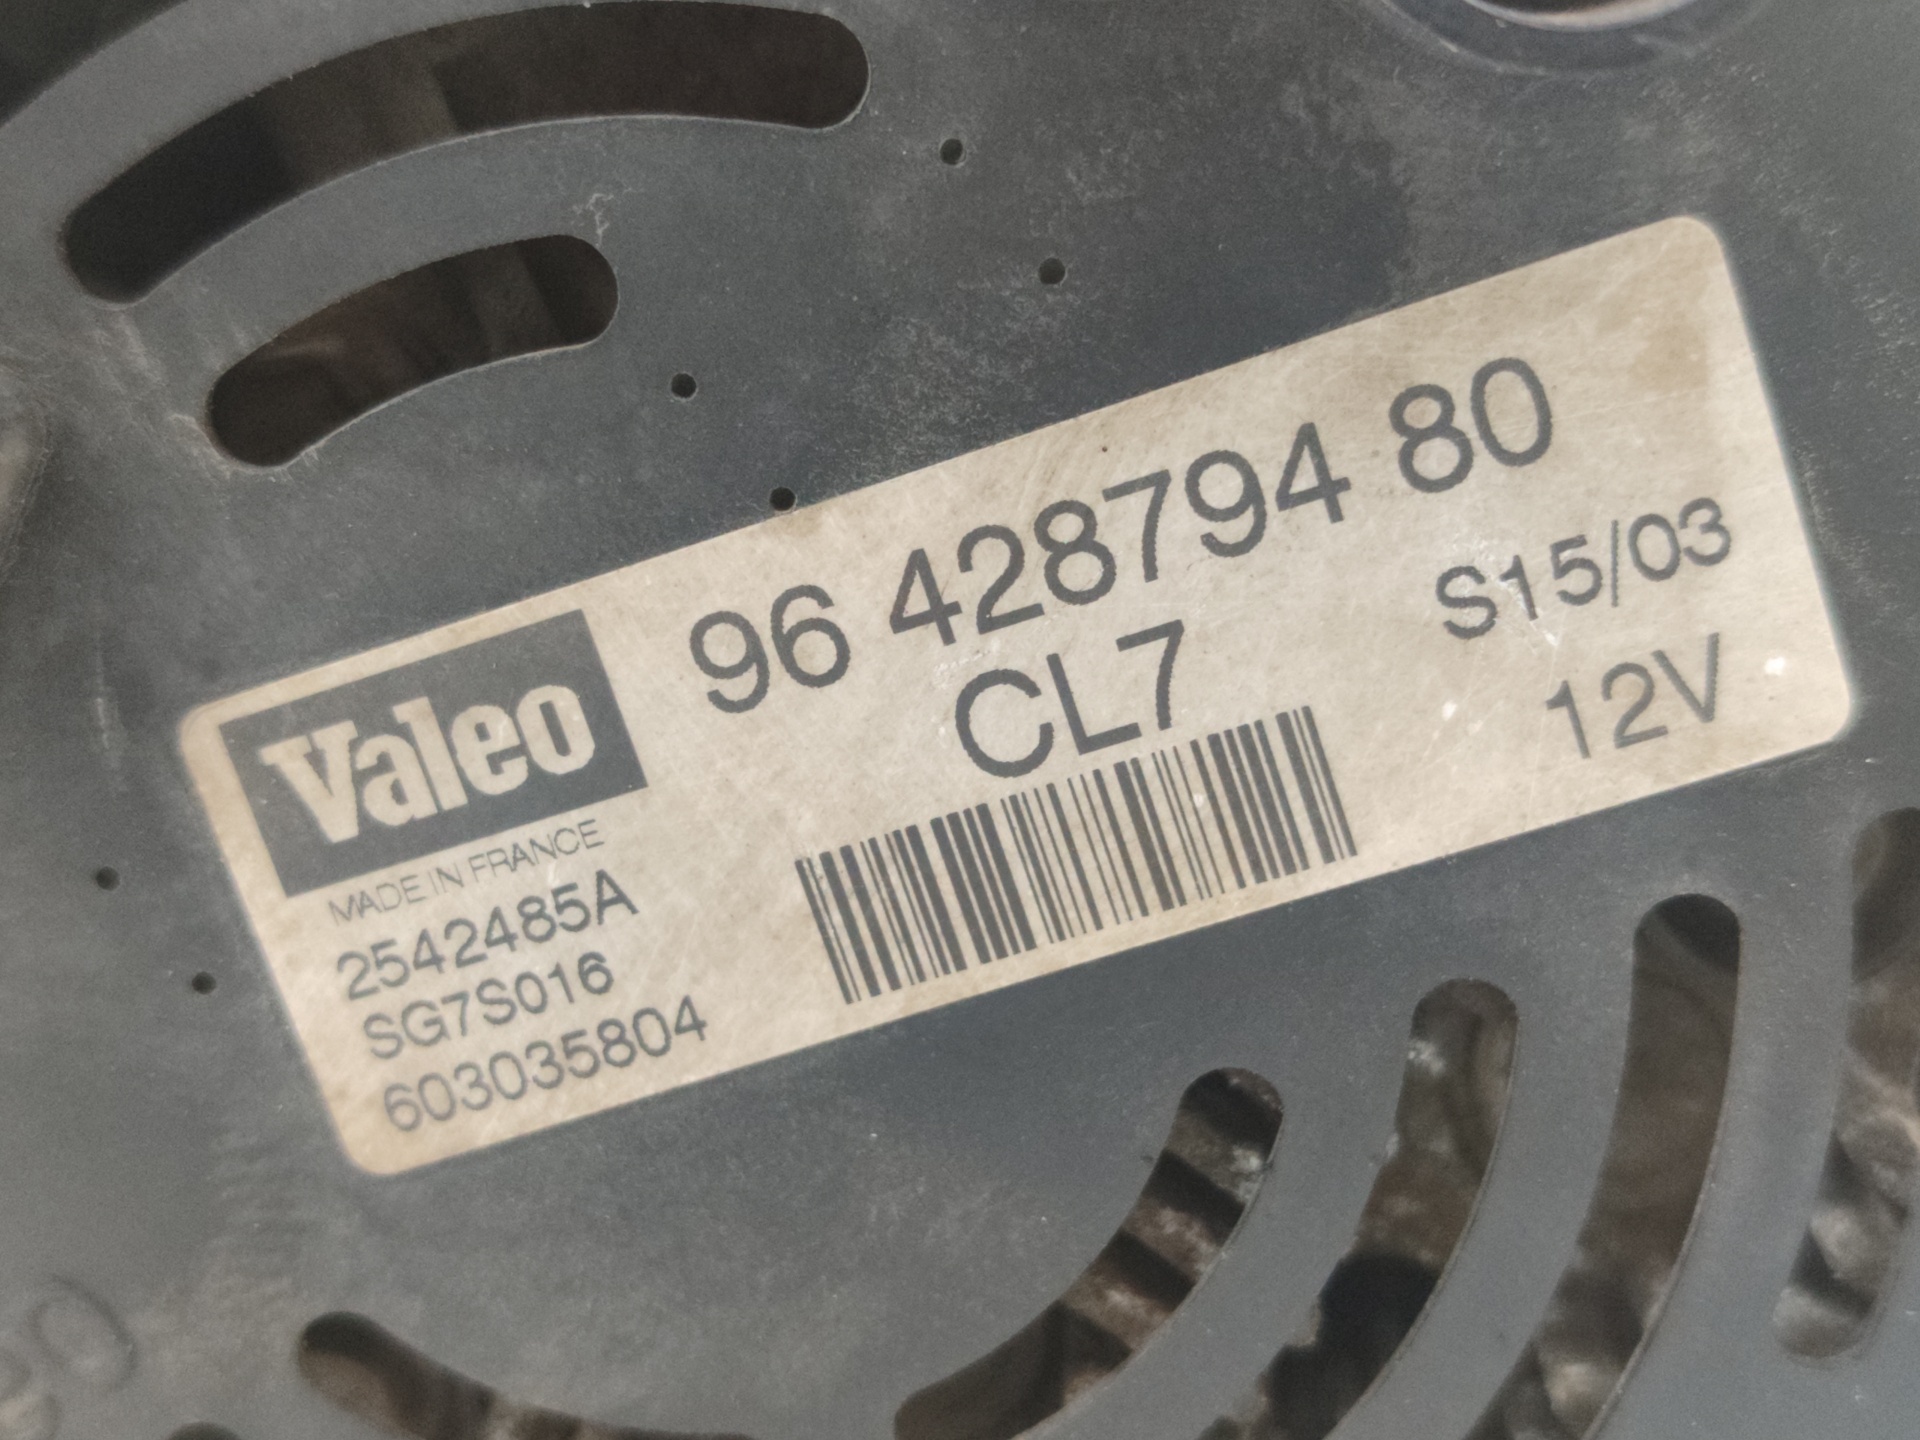 96 428794 80
CL7
S15/03
12V
Valeo
MADE IN FRANCE
2542485A
SG7S016
603035804